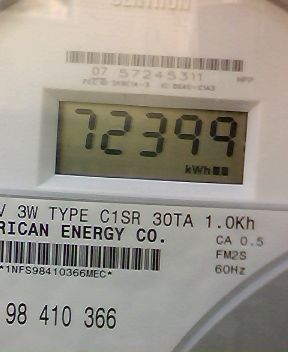 CENTRON
07 57245311
72399
kWh
V 3W TYPE C1SR 30TA 1.0Kh
RICAN ENERGY CO.
CA 0.5
FM2S
*1NFS98410366MEC*
60Hz
98 410 366